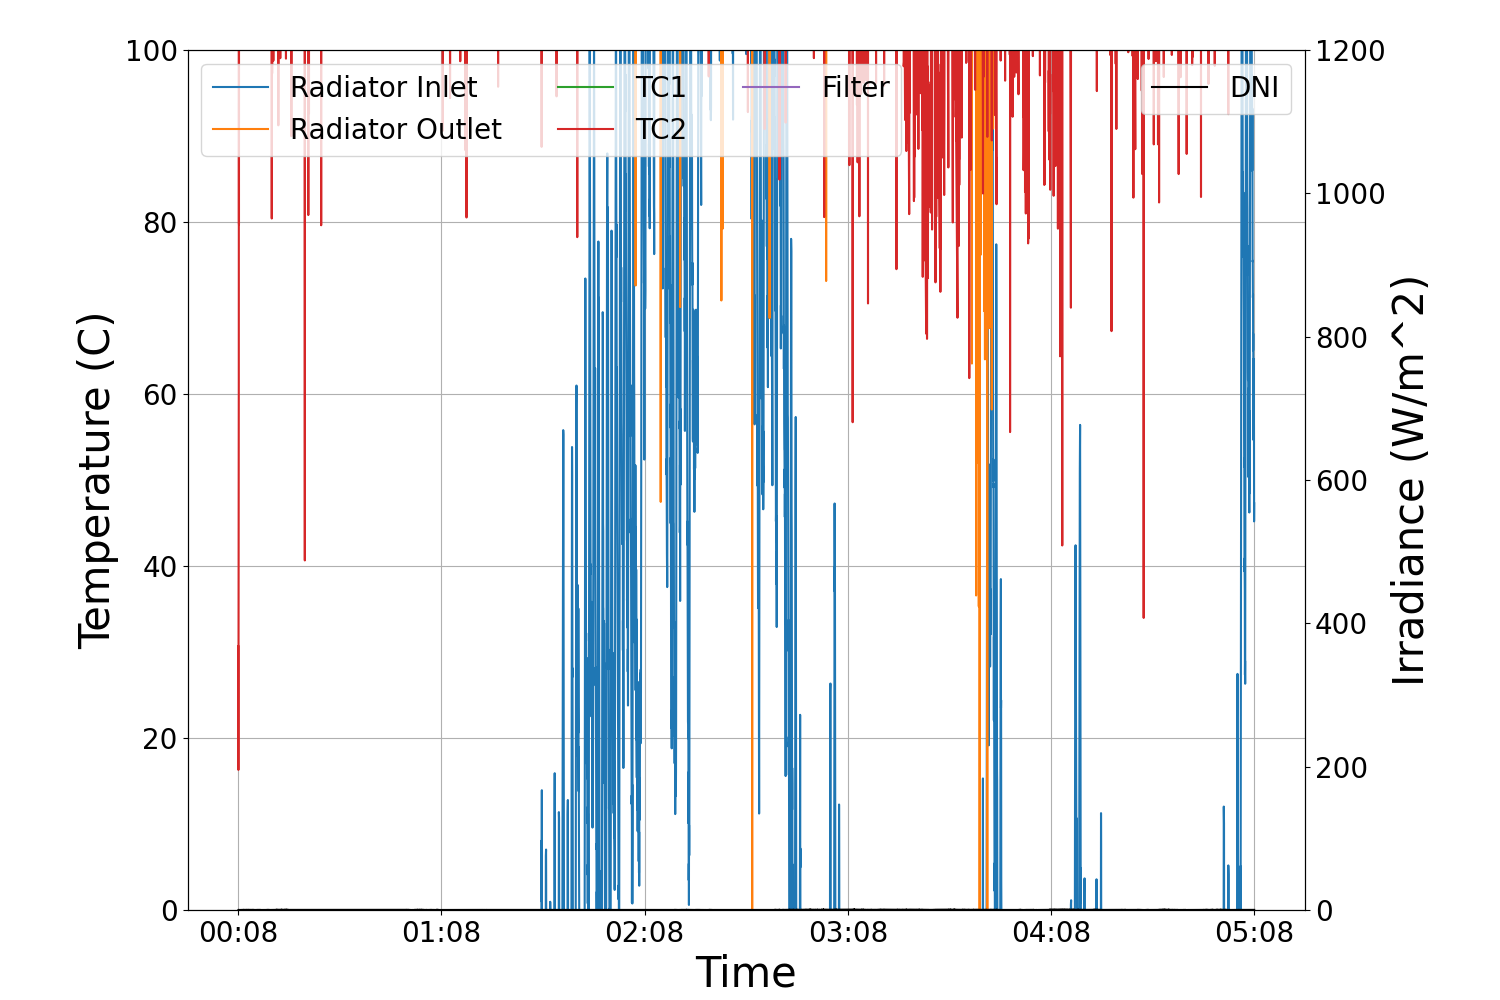 Radiator Inlet
Radiator Outlet
TC1
TC2
Filter
DNI
Temperature (C)
100
80
60
40
20
0
Irradiance (W/m^2)
1200
1000
800
600
400
200
0
00:08 01:08 02:08 03:08 04:08 05:08
Time